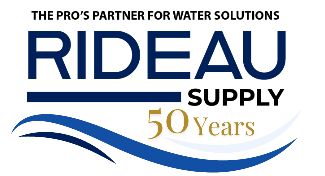 THE PRO'S PARTNER FOR WATER SOLUTIONS
RIDEAU
SUPPLY
50 Years